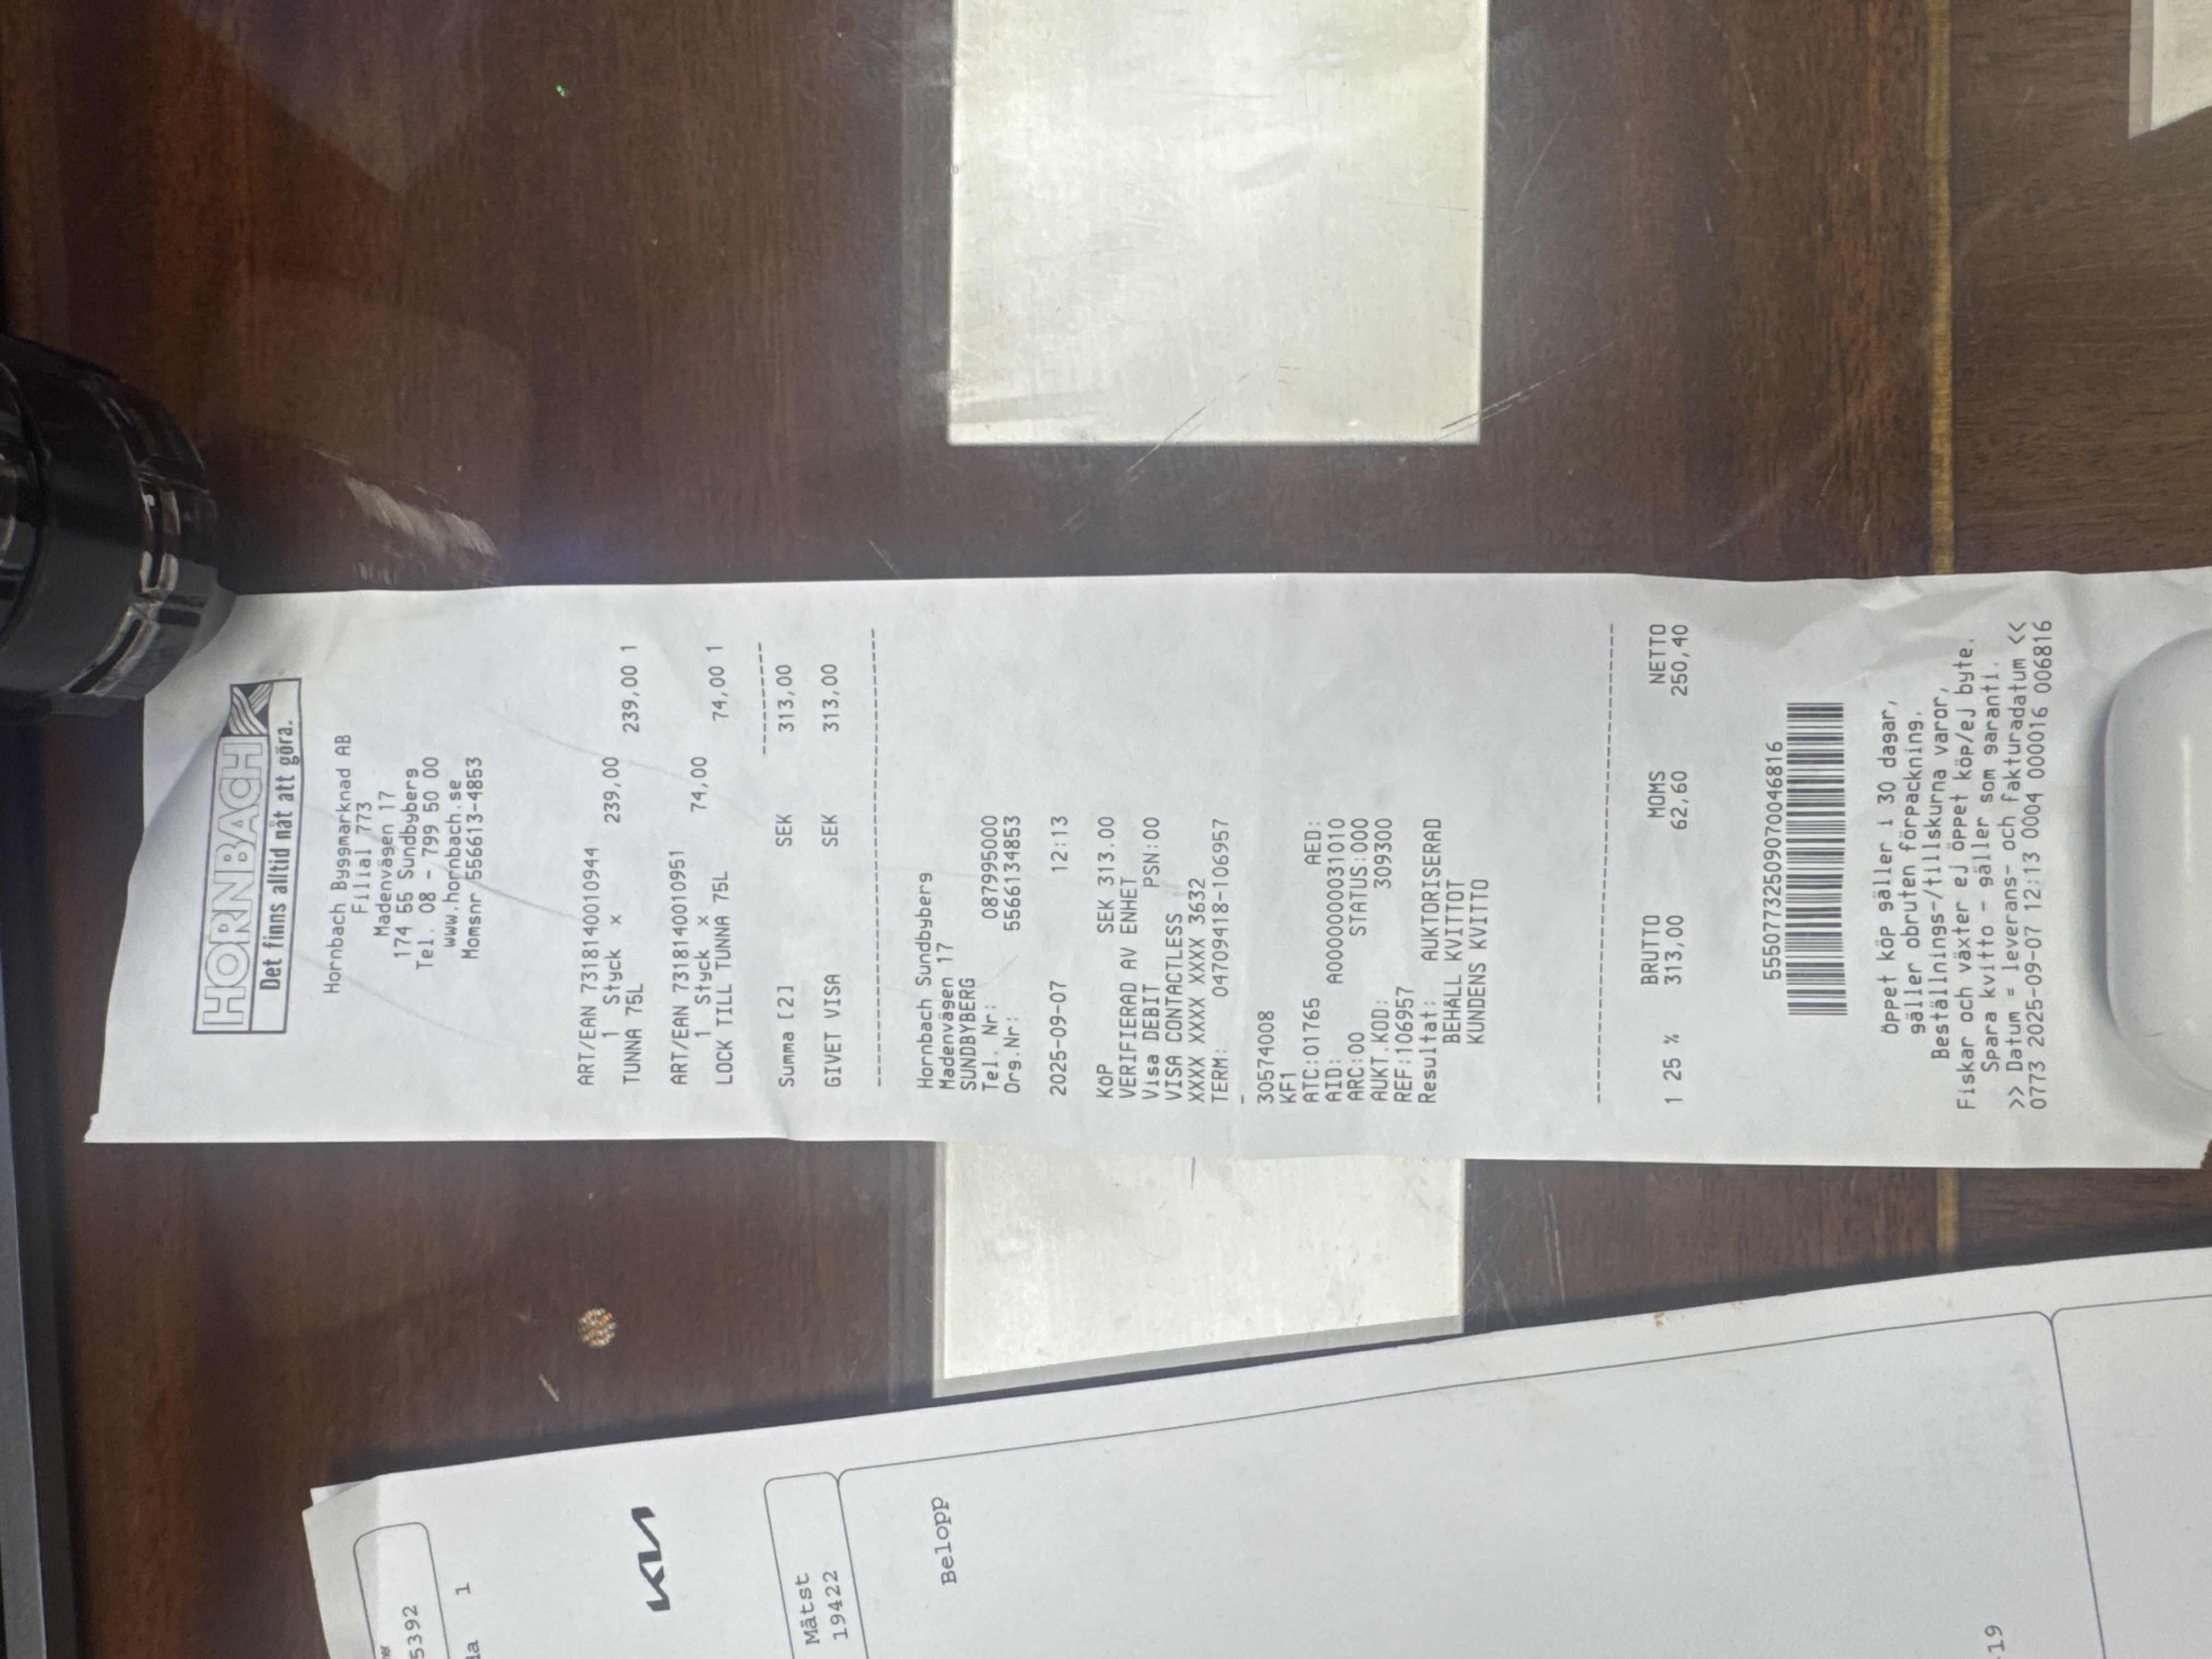 HORNBACH
Det finns alltid nåt att göra.
Hornbach Byggmarknad AB
Filial 773
Madenvägen 17
174 55 Sundbyberg
Tel. 08 - 799 50 00
www.hornbach.se
Momsnr 556613-4853
ART/EAN 7318140010944
1 Styck x 239,00
TUNNA 75L 239,00 1
ART/EAN 7318140010951
1 Styck x 74,00
LOCK TILL TUNNA 75L 74,00 1
------------
Summa [2] SEK 313,00
GIVET VISA SEK 313,00
----------------------------------------
Hornbach Sundbyberg
Madenvägen 17
SUNDBYBERG
Tel. Nr: 087995000
Org.Nr: 5566134853
2025-09-07 12:13
KöP SEK 313.00
VERIFIERAD AV ENHET
Visa DEBIT PSN:00
VISA CONTACTLESS
XXXX XXXX XXXX 3632
TERM: 04709418-106957
-
30574008
KF1
ATC:01765 AED:
AID: A0000000031010
ARC:00 STATUS:000
AUKT.KOD: 309300
REF:106957
Resultat: AUKTORISERAD
BEHÅLL KVITTOT
KUNDENS KVITTO
----------------------------------------
BRUTTO MOMS NETTO
1 25 % 313,00 62,60 250,40
55507732509070046816
Öppet köp gäller i 30 dagar,
gäller obruten förpackning.
Beställnings-/tillskurna varor,
Fiskar och växter ej öppet köp/ej byte.
Spara kvitto - gäller som garanti.
>> Datum = leverans- och fakturadatum <<
0773 2025-09-07 12:13 0004 000016 006816
5392
1
KIA
Mätst
19422
Belopp
-19